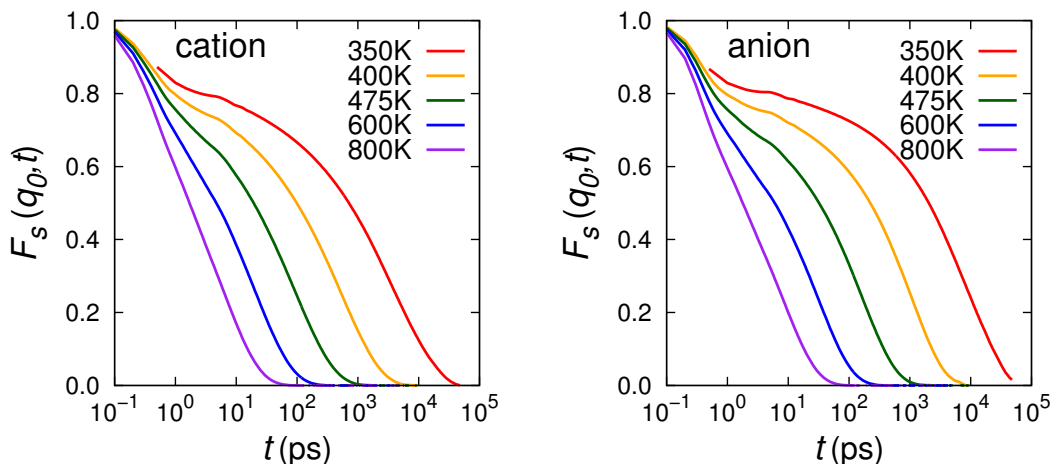 cation
350K
400K
475K
600K
800K
F_s (q_0, t)
1.0
0.8
0.6
0.4
0.2
0.0
10^−1 10^0 10^1 10^2 10^3 10^4 10^5
t (ps)
anion
350K
400K
475K
600K
800K
F_s (q_0, t)
1.0
0.8
0.6
0.4
0.2
0.0
10^−1 10^0 10^1 10^2 10^3 10^4 10^5
t (ps)